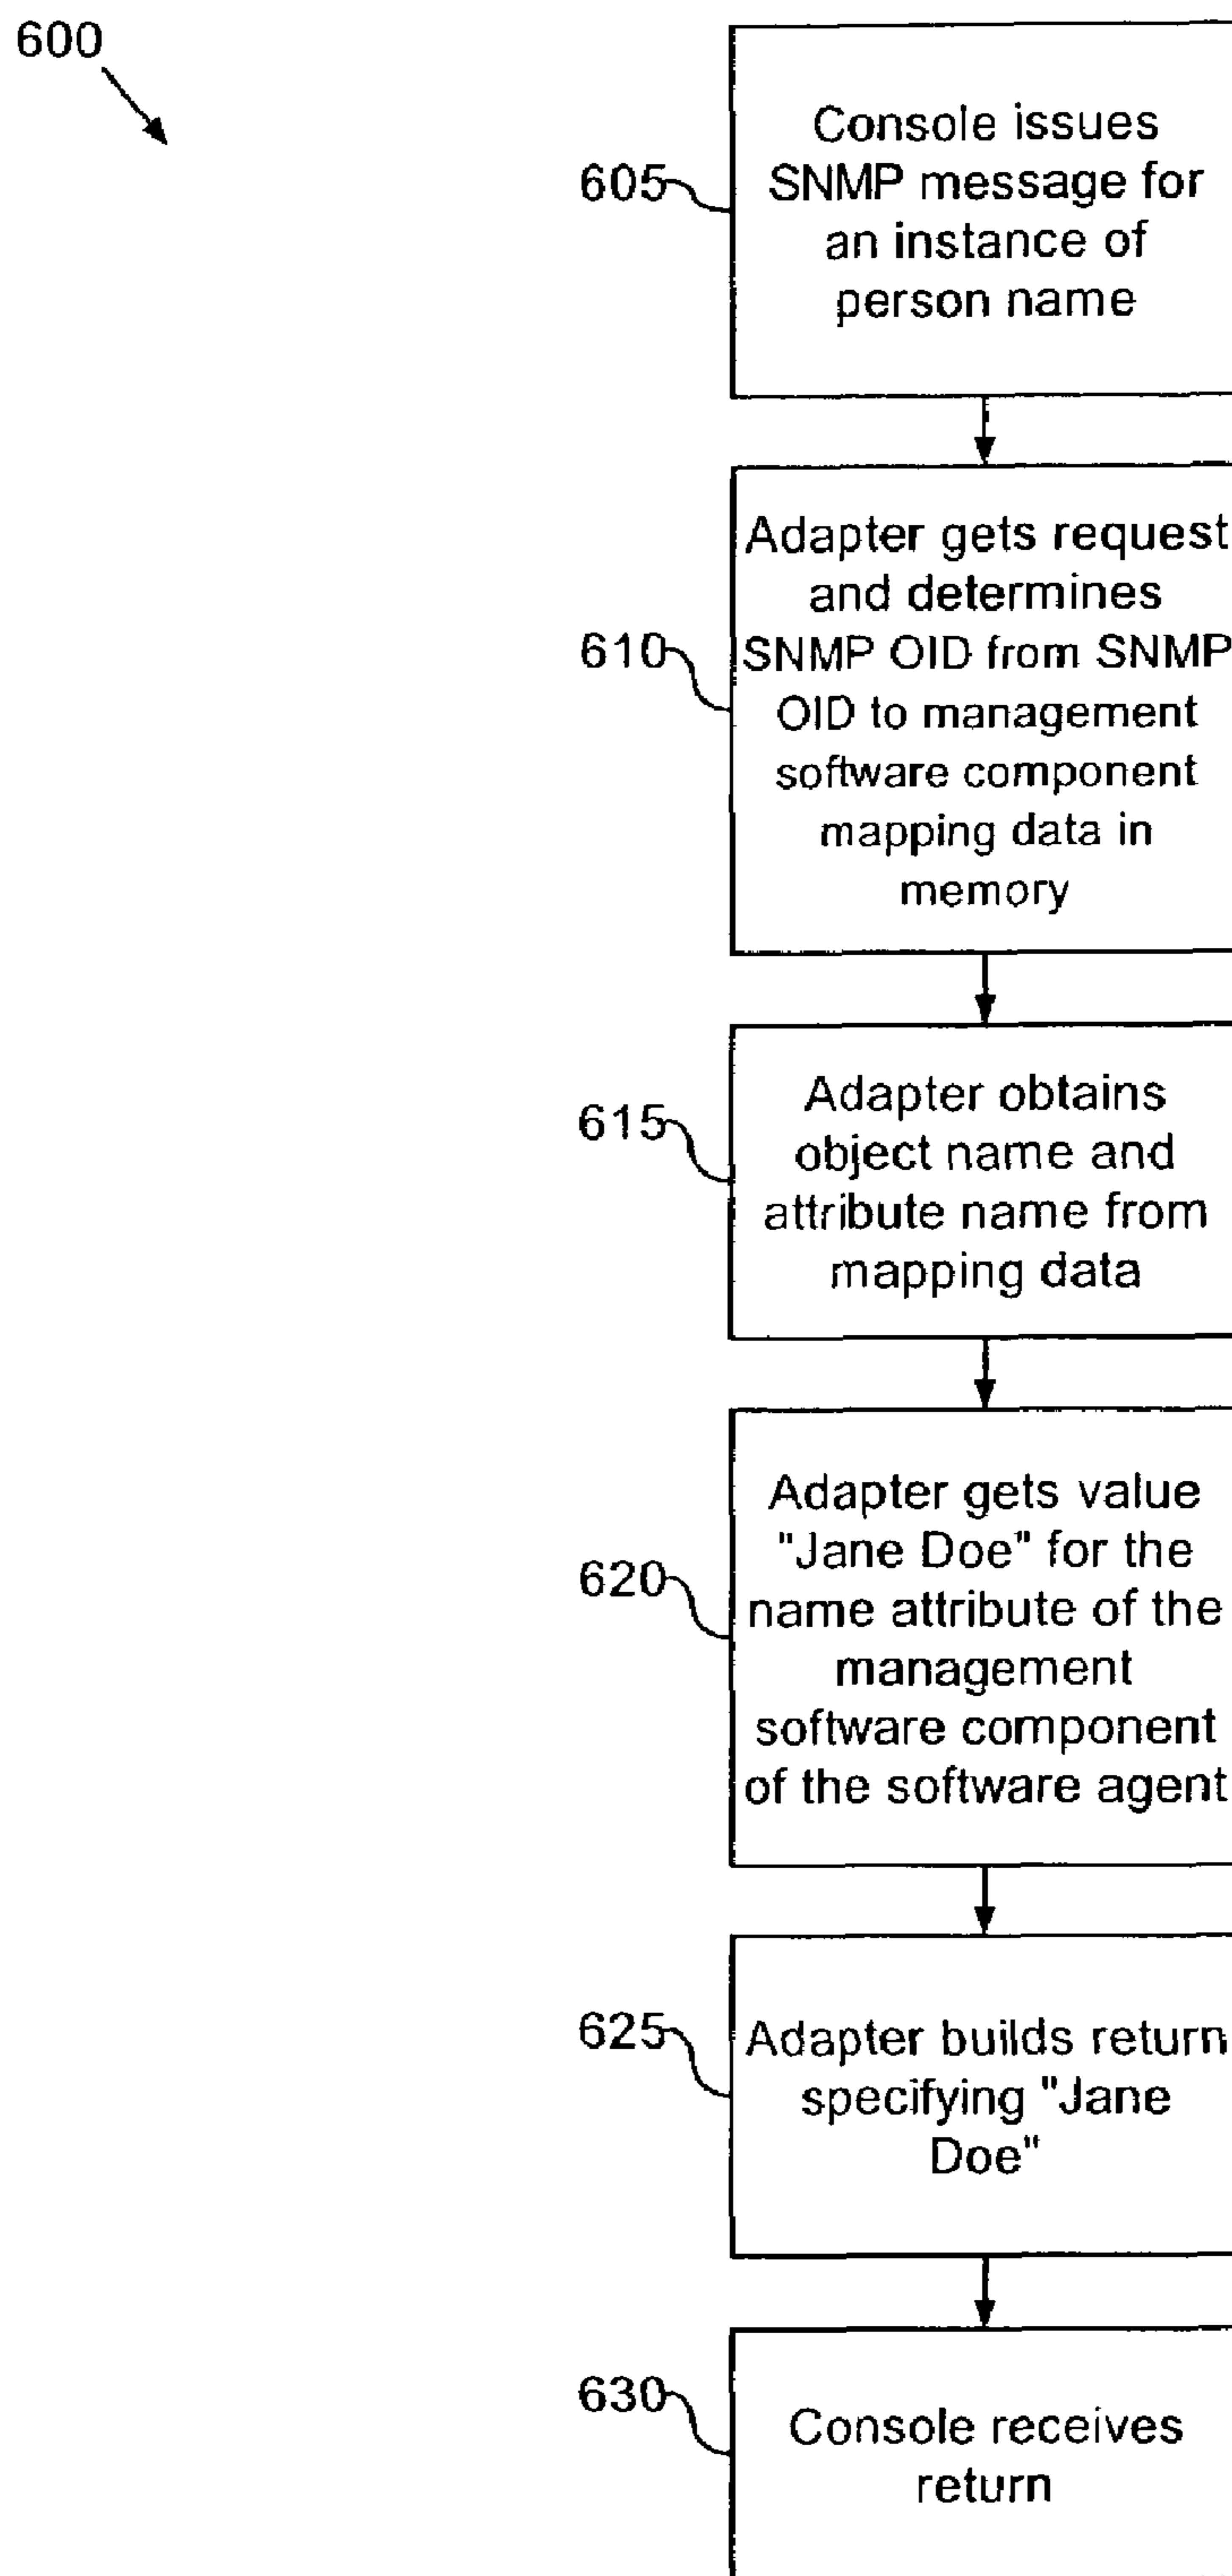 600
605
Console issues
SNMP message for
an instance of
person name
610
Adapter gets request
and determines
SNMP OID from SNMP
OID to management
software component
mapping data in
memory
615
Adapter obtains
object name and
attribute name from
mapping data
620
Adapter gets value
"Jane Doe" for the
name attribute of the
management
software component
of the software agent
625
Adapter builds return
specifying "Jane
Doe"
630
Console receives
return